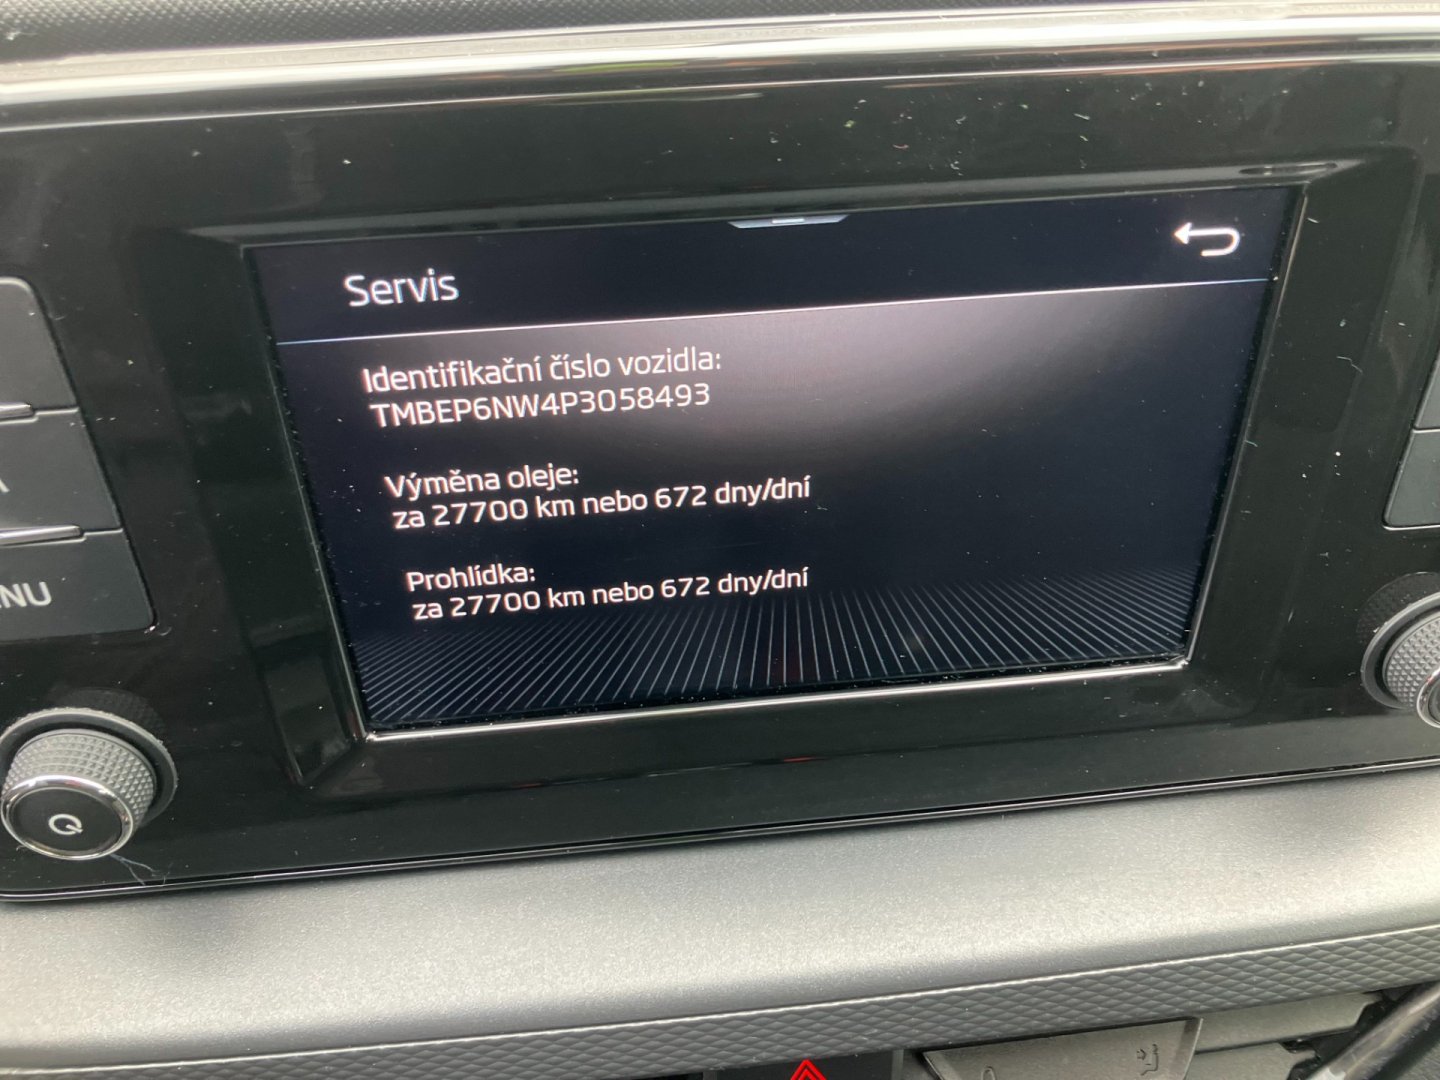 Servis
Identifikační číslo vozidla:
TMBEP6NW4P3058493
Výměna oleje:
za 27700 km nebo 672 dny/dní
Prohlídka:
za 27700 km nebo 672 dny/dní